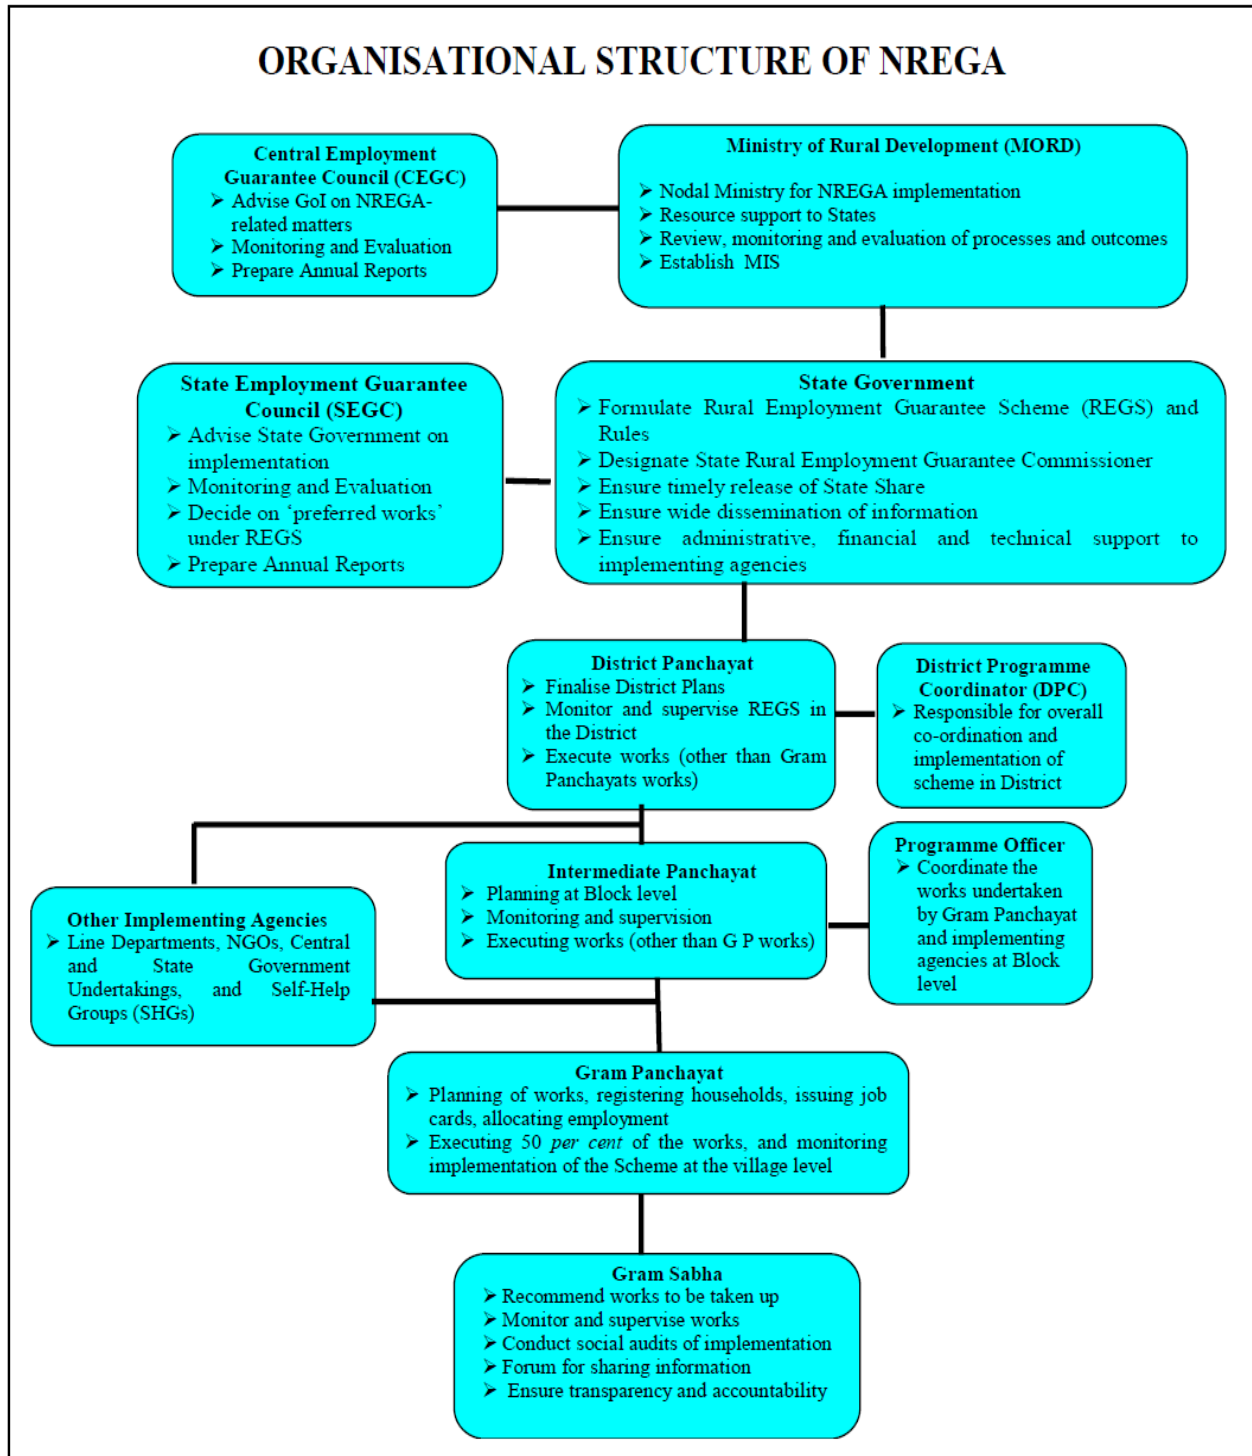 ORGANISATIONAL STRUCTURE OF NREGA
Central Employment
Guarantee Council (CEGC)
➢ Advise GoI on NREGA-
related matters
➢ Monitoring and Evaluation
➢ Prepare Annual Reports
Ministry of Rural Development (MORD)
➢ Nodal Ministry for NREGA implementation
➢ Resource support to States
➢ Review, monitoring and evaluation of processes and outcomes
➢ Establish MIS
State Employment Guarantee
Council (SEGC)
➢ Advise State Government on
implementation
➢ Monitoring and Evaluation
➢ Decide on ‘preferred works’
under REGS
➢ Prepare Annual Reports
State Government
➢ Formulate Rural Employment Guarantee Scheme (REGS) and
Rules
➢ Designate State Rural Employment Guarantee Commissioner
➢ Ensure timely release of State Share
➢ Ensure wide dissemination of information
➢ Ensure administrative, financial and technical support to
implementing agencies
District Panchayat
➢ Finalise District Plans
➢ Monitor and supervise REGS in
the District
➢ Execute works (other than Gram
Panchayats works)
District Programme
Coordinator (DPC)
➢ Responsible for overall
co-ordination and
implementation of
scheme in District
Intermediate Panchayat
➢ Planning at Block level
➢ Monitoring and supervision
➢ Executing works (other than G P works)
Programme Officer
➢ Coordinate the
works undertaken
by Gram Panchayat
and implementing
agencies at Block
level
Other Implementing Agencies
➢ Line Departments, NGOs, Central
and State Government
Undertakings, and Self-Help
Groups (SHGs)
Gram Panchayat
➢ Planning of works, registering households, issuing job
cards, allocating employment
➢ Executing 50 per cent of the works, and monitoring
implementation of the Scheme at the village level
Gram Sabha
➢ Recommend works to be taken up
➢ Monitor and supervise works
➢ Conduct social audits of implementation
➢ Forum for sharing information
➢ Ensure transparency and accountability